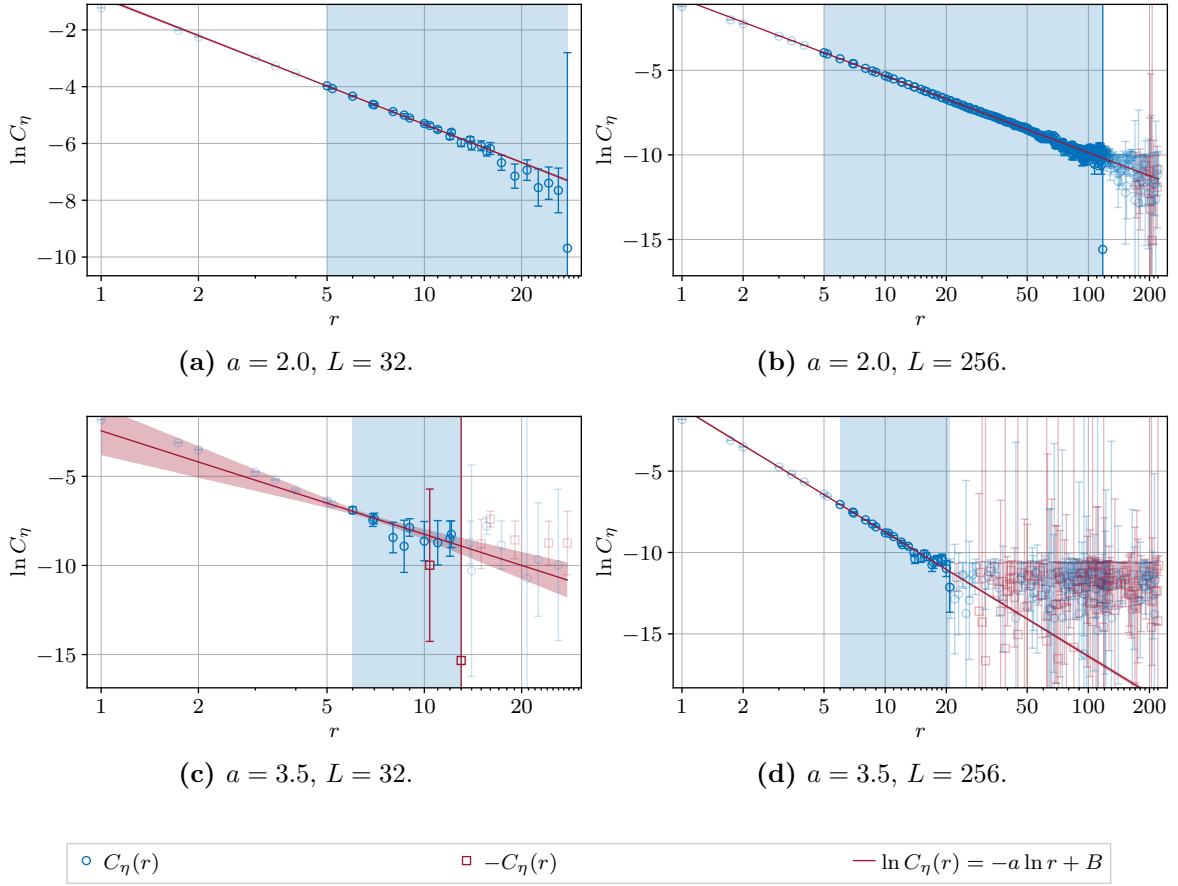 −2
−4
−6
−8
−10
ln C_η
1
2
5
10
20
r
(a) a = 2.0, L = 32.
−5
−10
−15
ln C_η
1
2
5
10
20
50
100
200
r
(b) a = 2.0, L = 256.
−5
−10
−15
ln C_η
1
2
5
10
20
r
(c) a = 3.5, L = 32.
−5
−10
−15
ln C_η
1
2
5
10
20
50
100
200
r
(d) a = 3.5, L = 256.
C_η(r)
−C_η(r)
ln C_η(r) = −a ln r + B